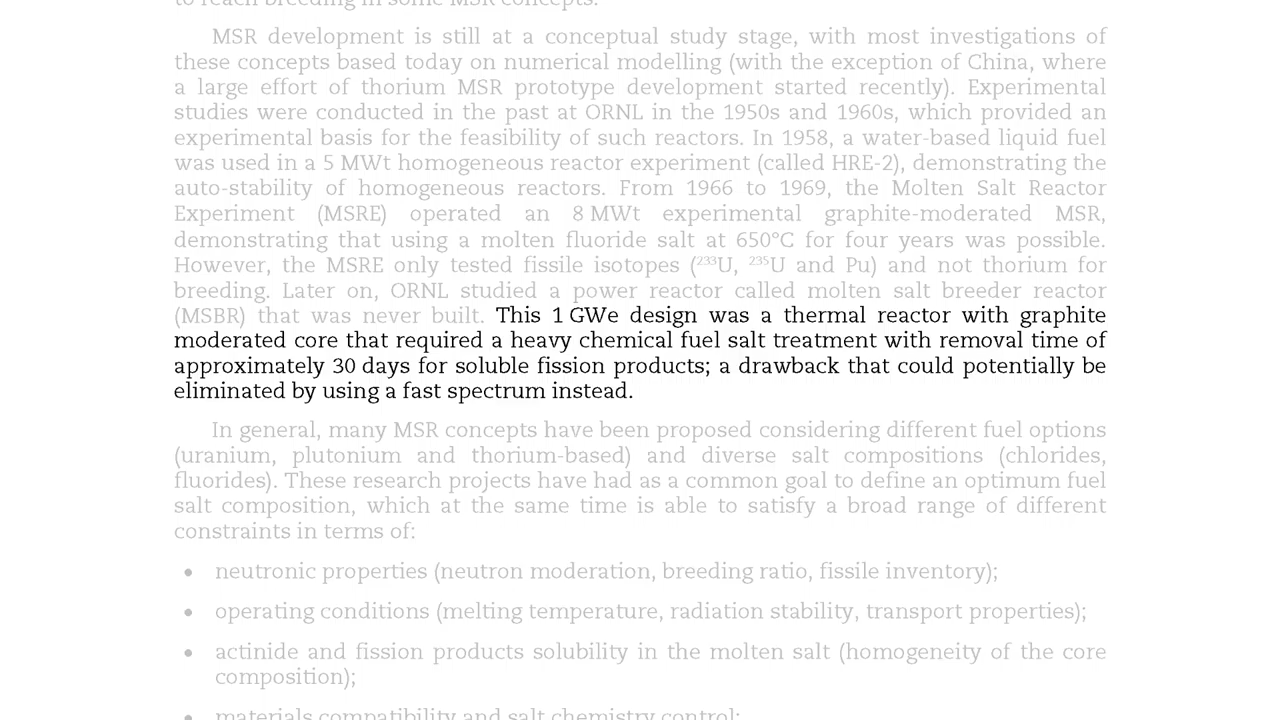 to reach breeding in some MSR concepts.
MSR development is still at a conceptual study stage, with most investigations of
these concepts based today on numerical modelling (with the exception of China, where
a large effort of thorium MSR prototype development started recently). Experimental
studies were conducted in the past at ORNL in the 1950s and 1960s, which provided an
experimental basis for the feasibility of such reactors. In 1958, a water-based liquid fuel
was used in a 5 MWt homogeneous reactor experiment (called HRE-2), demonstrating the
auto-stability of homogeneous reactors. From 1966 to 1969, the Molten Salt Reactor
Experiment (MSRE) operated an 8 MWt experimental graphite-moderated MSR,
demonstrating that using a molten fluoride salt at 650°C for four years was possible.
However, the MSRE only tested fissile isotopes (²³³U, ²³⁵U and Pu) and not thorium for
breeding. Later on, ORNL studied a power reactor called molten salt breeder reactor
(MSBR) that was never built. This 1 GWe design was a thermal reactor with graphite
moderated core that required a heavy chemical fuel salt treatment with removal time of
approximately 30 days for soluble fission products; a drawback that could potentially be
eliminated by using a fast spectrum instead.
In general, many MSR concepts have been proposed considering different fuel options
(uranium, plutonium and thorium-based) and diverse salt compositions (chlorides,
fluorides). These research projects have had as a common goal to define an optimum fuel
salt composition, which at the same time is able to satisfy a broad range of different
constraints in terms of:
• neutronic properties (neutron moderation, breeding ratio, fissile inventory);
• operating conditions (melting temperature, radiation stability, transport properties);
• actinide and fission products solubility in the molten salt (homogeneity of the core
composition);
• materials compatibility and salt chemistry control;